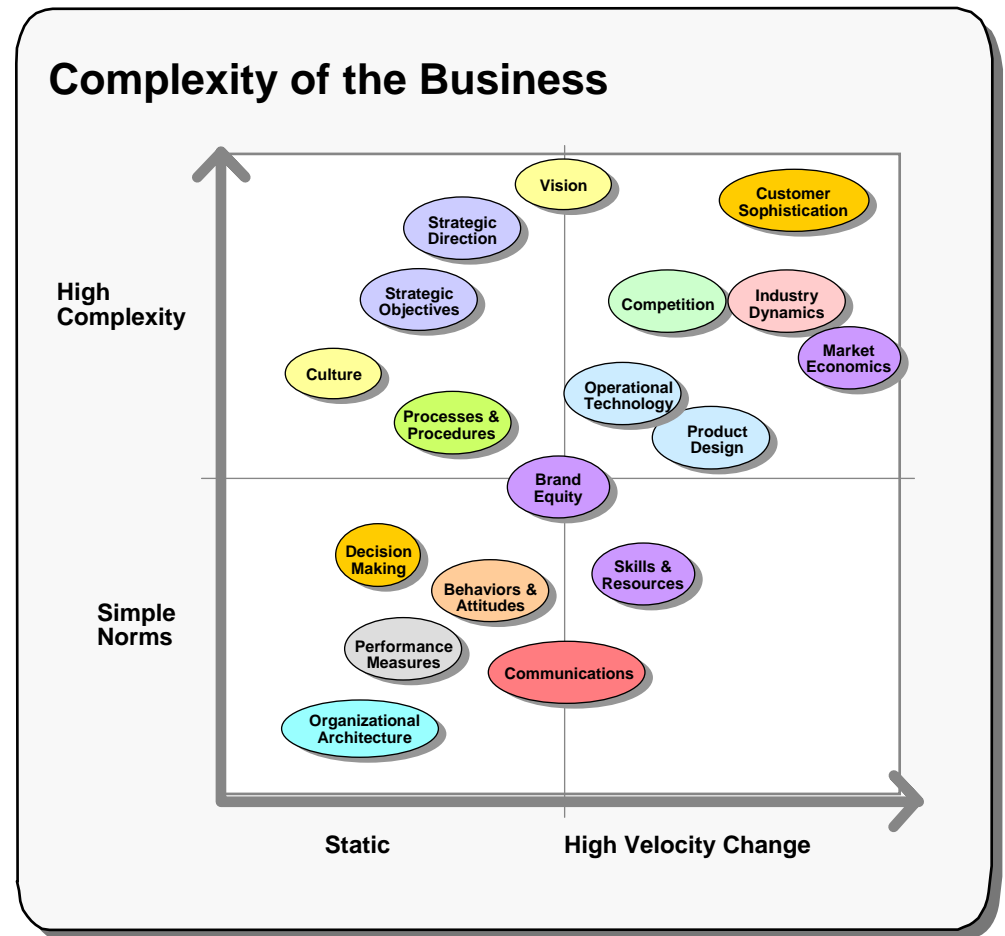 Complexity of the Business
Vision
Customer
Sophistication
Strategic
Direction
High
Complexity
Strategic
Objectives
Competition
Industry
Dynamics
Market
Economics
Culture
Operational
Technology
Processes &
Procedures
Product
Design
Brand
Equity
Decision
Making
Skills &
Resources
Behaviors &
Attitudes
Simple
Norms
Performance
Measures
Communications
Organizational
Architecture
Static
High Velocity Change